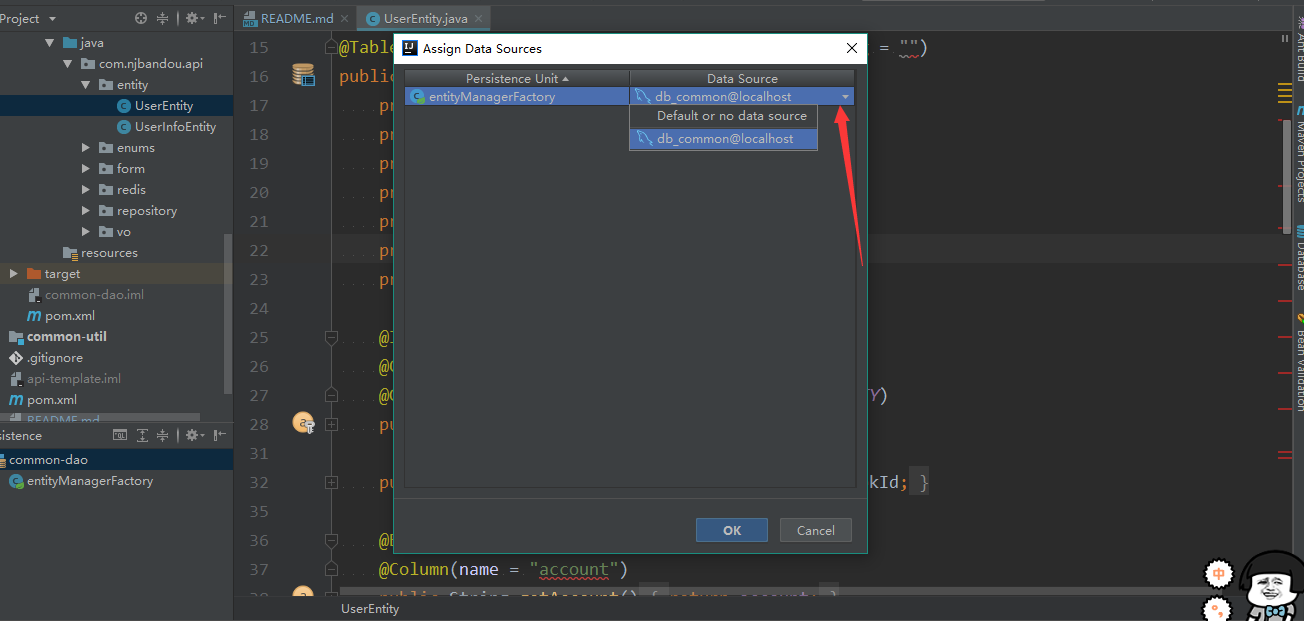 Project
README.md
UserEntity.java
java
com.njbandou.api
entity
UserEntity
UserInfoEntity
enums
form
redis
repository
vo
resources
target
common-dao.iml
pom.xml
common-util
.gitignore
api-template.iml
pom.xml
README.md
sistence
common-dao
entityManagerFactory
15 @Table = "")
16 public
17 pr
18 pr
19 pr
20 pr
21 pr
22 pr
23 pr
24
25
26
27 Y)
28 pu
31
32 pu kId; }
35
36
37 @Column(name = "account")
public String getAccount() { return account; }
UserEntity
Assign Data Sources
Persistence Unit
Data Source
entityManagerFactory
db_common@localhost
Default or no data source
db_common@localhost
OK
Cancel
Ant Build
Maven Projects
Database
Bean Validation
中